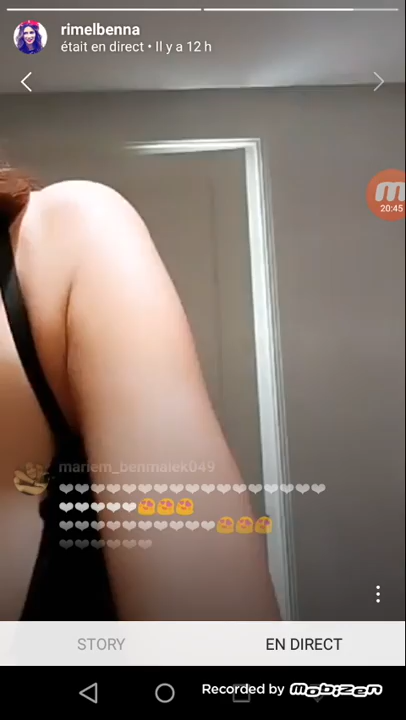 rimelbenna
était en direct • Il y a 12 h
20:45
mariem_benmalek049
STORY
EN DIRECT
Recorded by mobizen